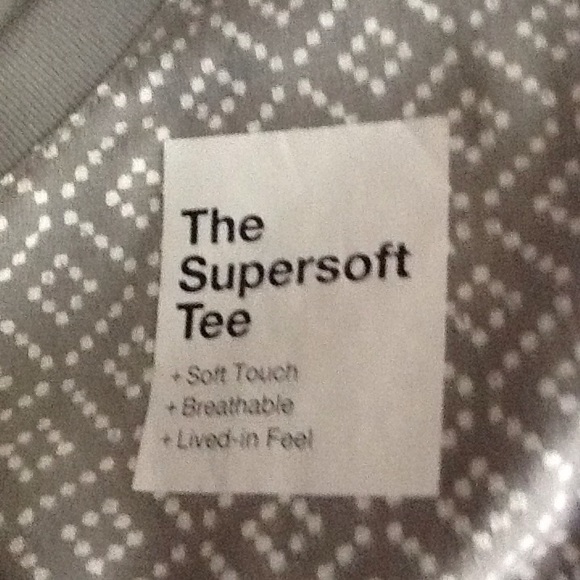 The
Supersoft
Tee
+ Soft Touch
+ Breathable
+ Lived-in Feel